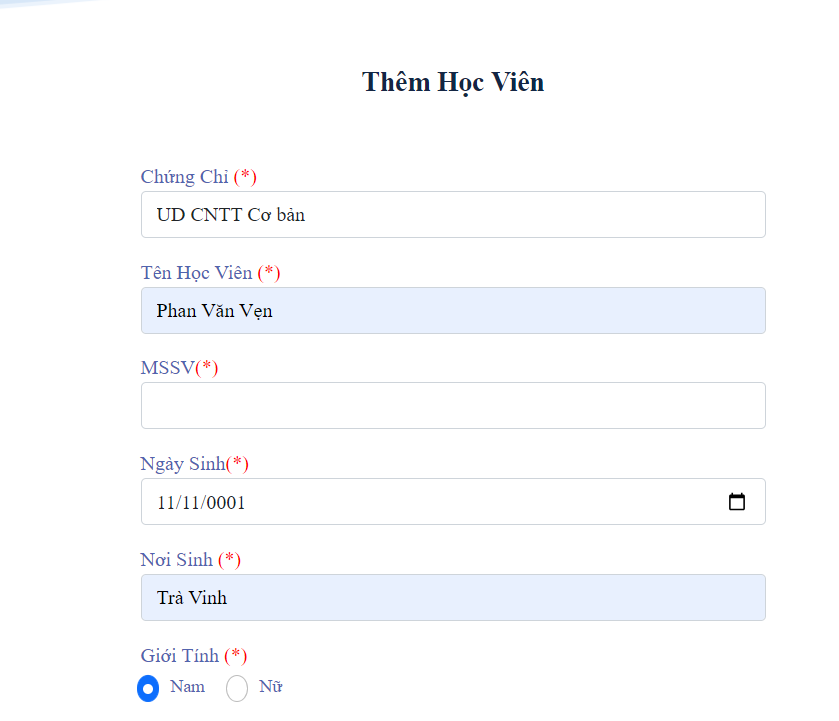 Thêm Học Viên
Chứng Chỉ (*)
UD CNTT Cơ bản
Tên Học Viên (*)
Phan Văn Vẹn
MSSV(*)
Ngày Sinh(*)
11/11/0001
Nơi Sinh (*)
Trà Vinh
Giới Tính (*)
Nam Nữ